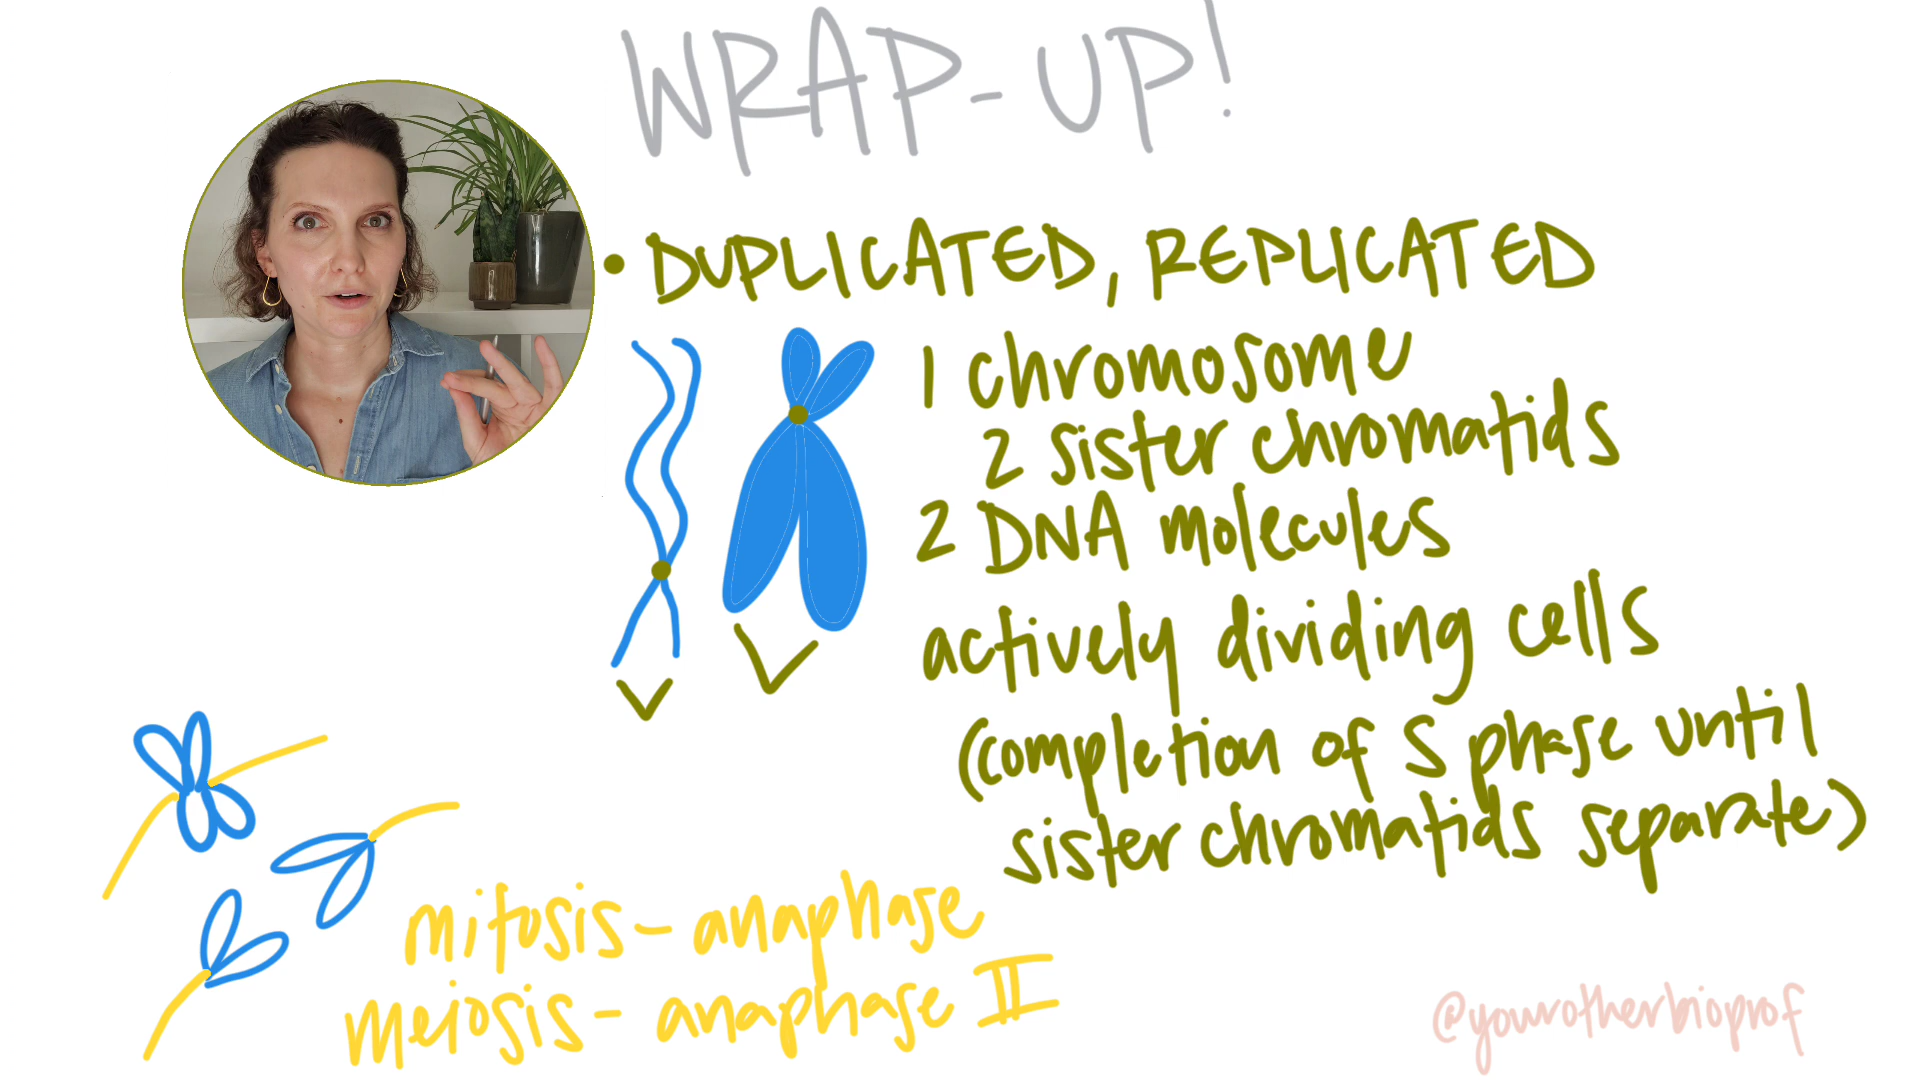 WRAP-UP!
• DUPLICATED, REPLICATED
1 chromosome
2 sister chromatids
2 DNA molecules
actively dividing cells
(completion of S phase until
sister chromatids separate)
mitosis - anaphase
meiosis - anaphase II
@yourotherbioprof